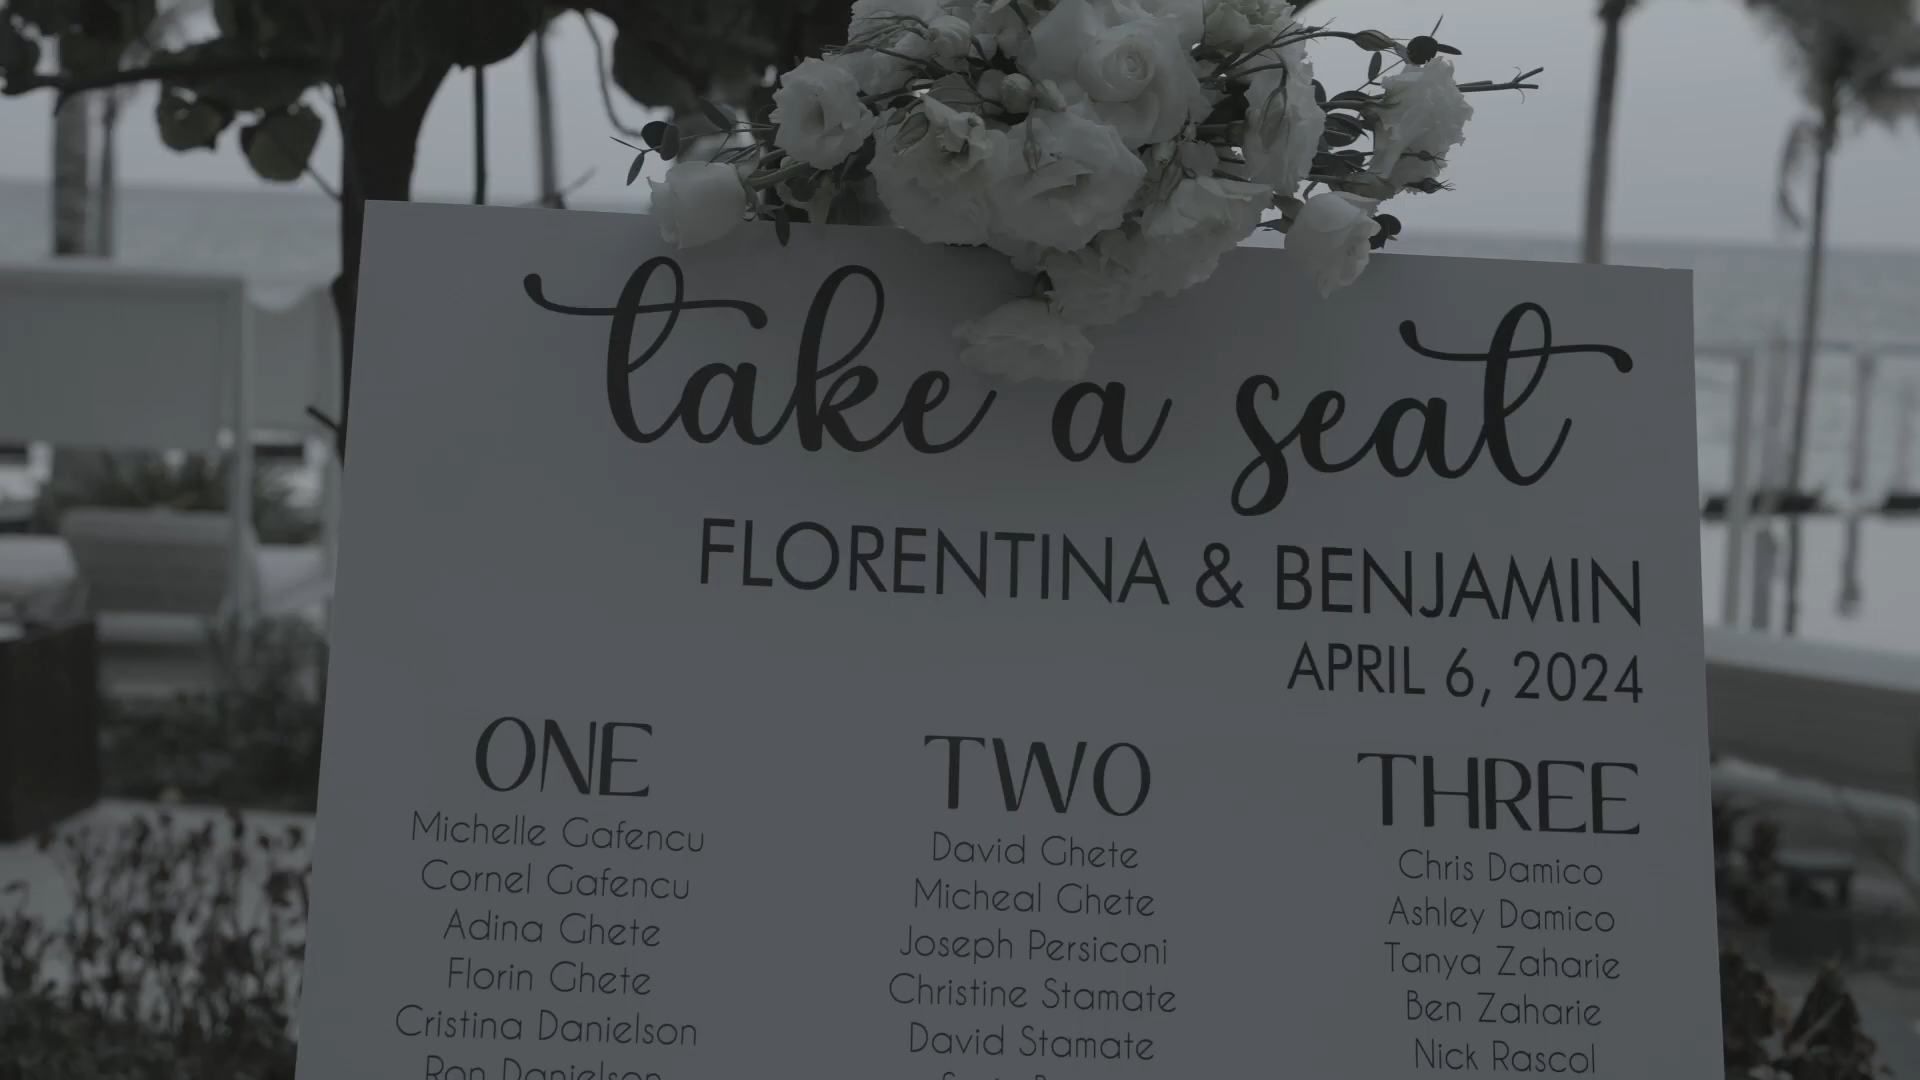 take a seat
FLORENTINA & BENJAMIN
APRIL 6, 2024
ONE
Michelle Gafencu
Cornel Gafencu
Adina Ghete
Florin Ghete
Cristina Danielson
Ron Danielson
TWO
David Ghete
Micheal Ghete
Joseph Persiconi
Christine Stamate
David Stamate
THREE
Chris Damico
Ashley Damico
Tanya Zaharie
Ben Zaharie
Nick Rascol